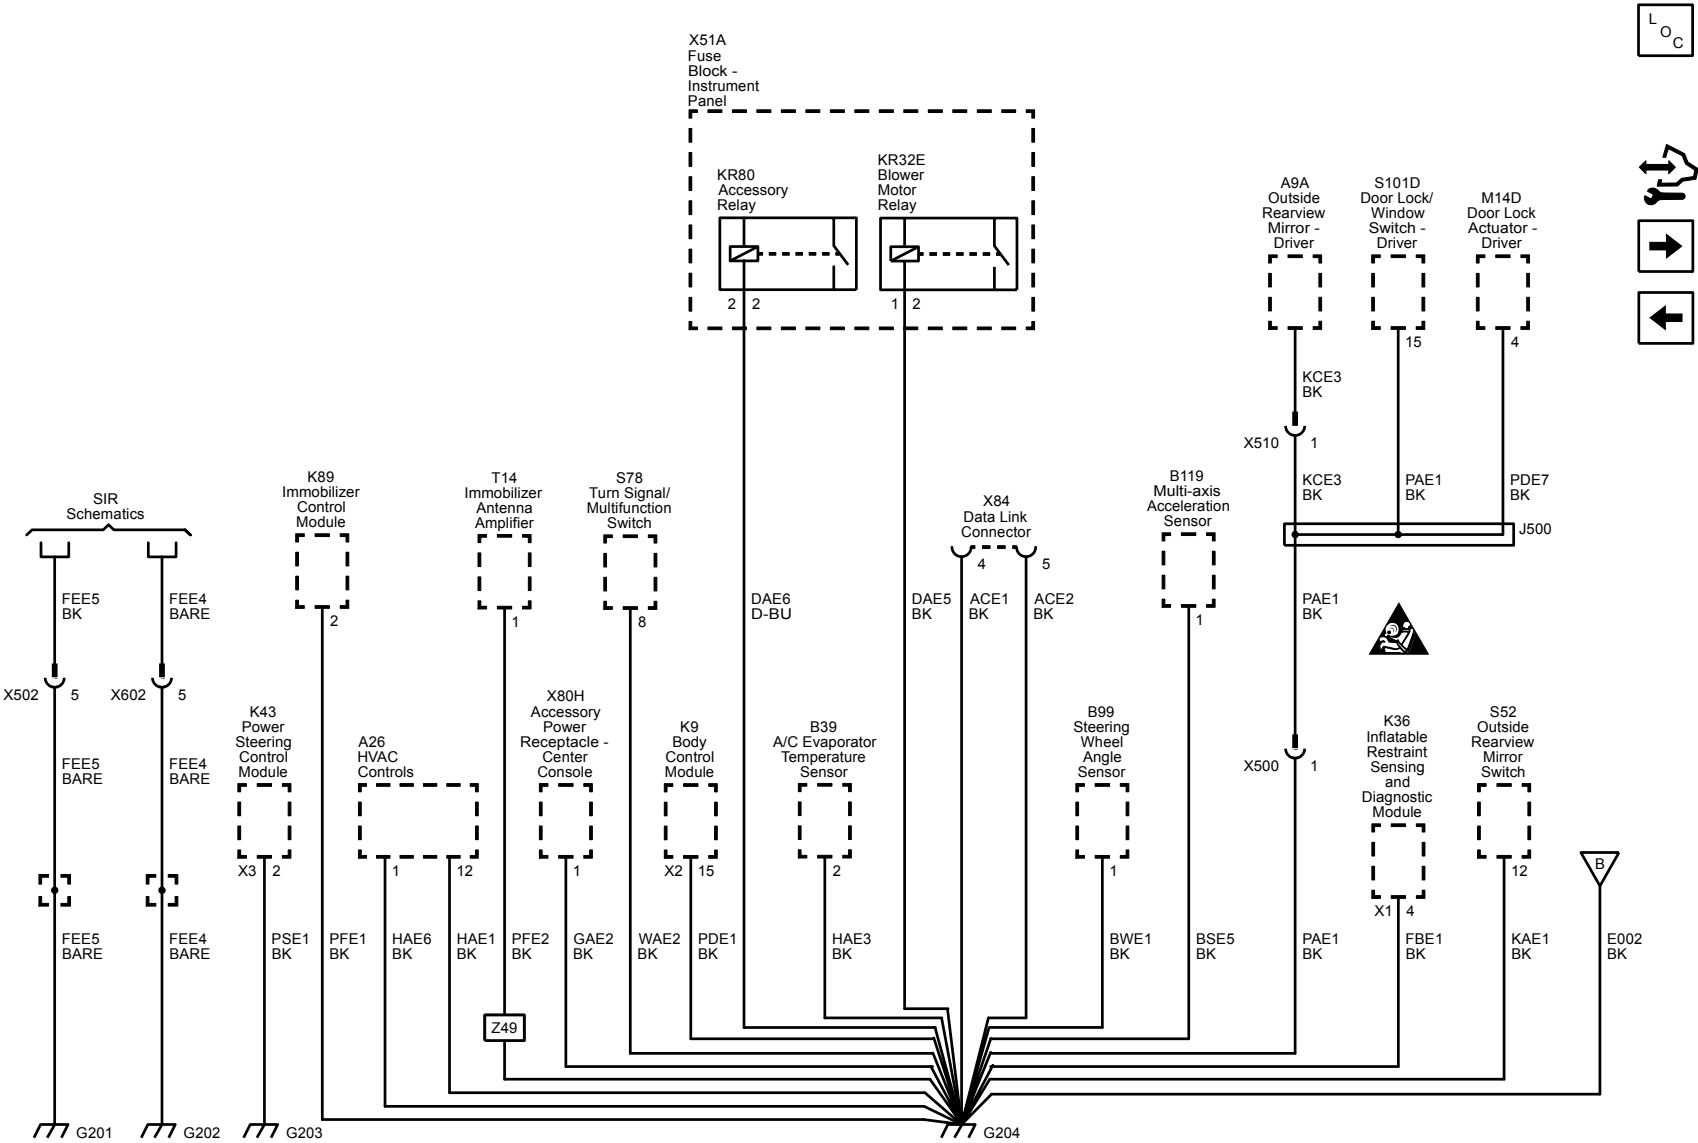 L
O
C
X51A
Fuse
Block -
Instrument
Panel
KR80
Accessory
Relay
KR32E
Blower
Motor
Relay
2 2
1 2
A9A
Outside
Rearview
Mirror -
Driver
S101D
Door Lock/
Window
Switch -
Driver
M14D
Door Lock
Actuator -
Driver
15
4
KCE3
BK
X510 1
KCE3
BK
PAE1
BK
PDE7
BK
J500
SIR
Schematics
K89
Immobilizer
Control
Module
T14
Immobilizer
Antenna
Amplifier
S78
Turn Signal/
Multifunction
Switch
X84
Data Link
Connector
4
5
B119
Multi-axis
Acceleration
Sensor
FEE5
BK
FEE4
BARE
2
1
8
DAE6
D-BU
DAE5
BK
ACE1
BK
ACE2
BK
1
PAE1
BK
X502 5
X602 5
K43
Power
Steering
Control
Module
A26
HVAC
Controls
X80H
Accessory
Power
Receptacle -
Center
Console
K9
Body
Control
Module
B39
A/C Evaporator
Temperature
Sensor
B99
Steering
Wheel
Angle
Sensor
X500 1
K36
Inflatable
Restraint
Sensing
and
Diagnostic
Module
S52
Outside
Rearview
Mirror
Switch
FEE5
BARE
FEE4
BARE
X3 2
1
12
1
X2 15
2
1
X1 4
12
B
FEE5
BARE
FEE4
BARE
PSE1
BK
PFE1
BK
HAE6
BK
HAE1
BK
PFE2
BK
GAE2
BK
WAE2
BK
PDE1
BK
HAE3
BK
BWE1
BK
BSE5
BK
PAE1
BK
FBE1
BK
KAE1
BK
E002
BK
Z49
G201
G202
G203
G204